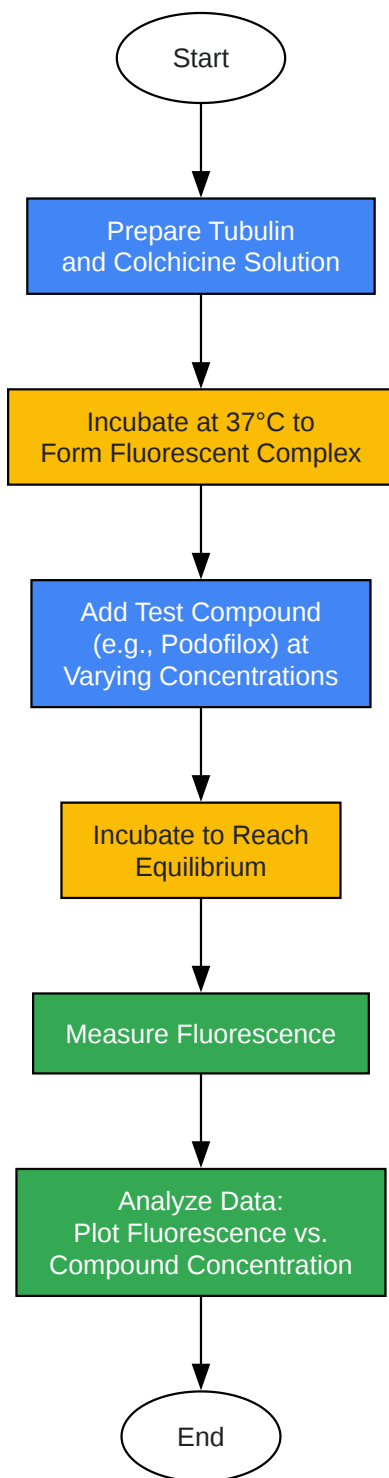 Start
Prepare Tubulin
and Colchicine Solution
Incubate at 37°C to
Form Fluorescent Complex
Add Test Compound
(e.g., Podofilox) at
Varying Concentrations
Incubate to Reach
Equilibrium
Measure Fluorescence
Analyze Data:
Plot Fluorescence vs.
Compound Concentration
End